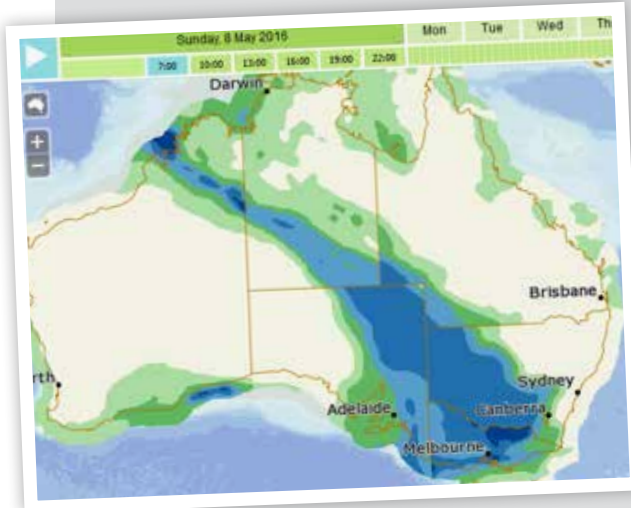 Sunday, 8 May 2016
Mon Tue Wed Th
7:00 10:00 13:00 16:00 19:00 22:00
Darwin
+
−
Brisbane
rth
Sydney
Adelaide
Canberra
Melbourne